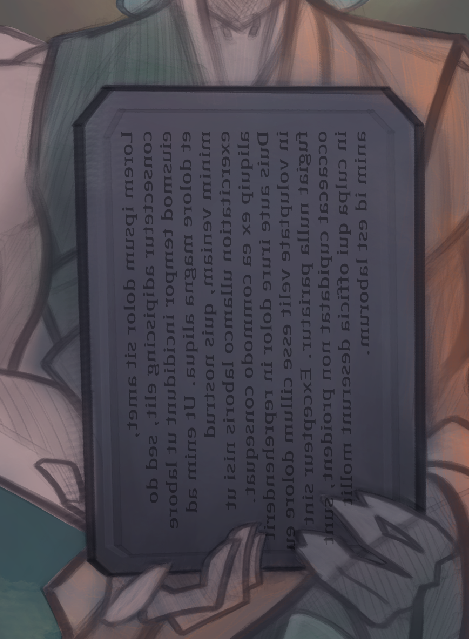 Lorem ipsum dolor sit amet,
consectetur adipiscing elit, sed do
eiusmod tempor incididunt ut labore
et dolore magna aliqua. Ut enim ad
minim veniam, quis nostrud
exercitation ullamco laboris nisi ut
aliquip ex ea commodo consequat.
Duis aute irure dolor in reprehenderit
in voluptate velit esse cillum dolore eu
fugiat nulla pariatur. Excepteur sint
occaecat cupidatat non proident, sunt
in culpa qui officia deserunt mollit
anim id est laborum.